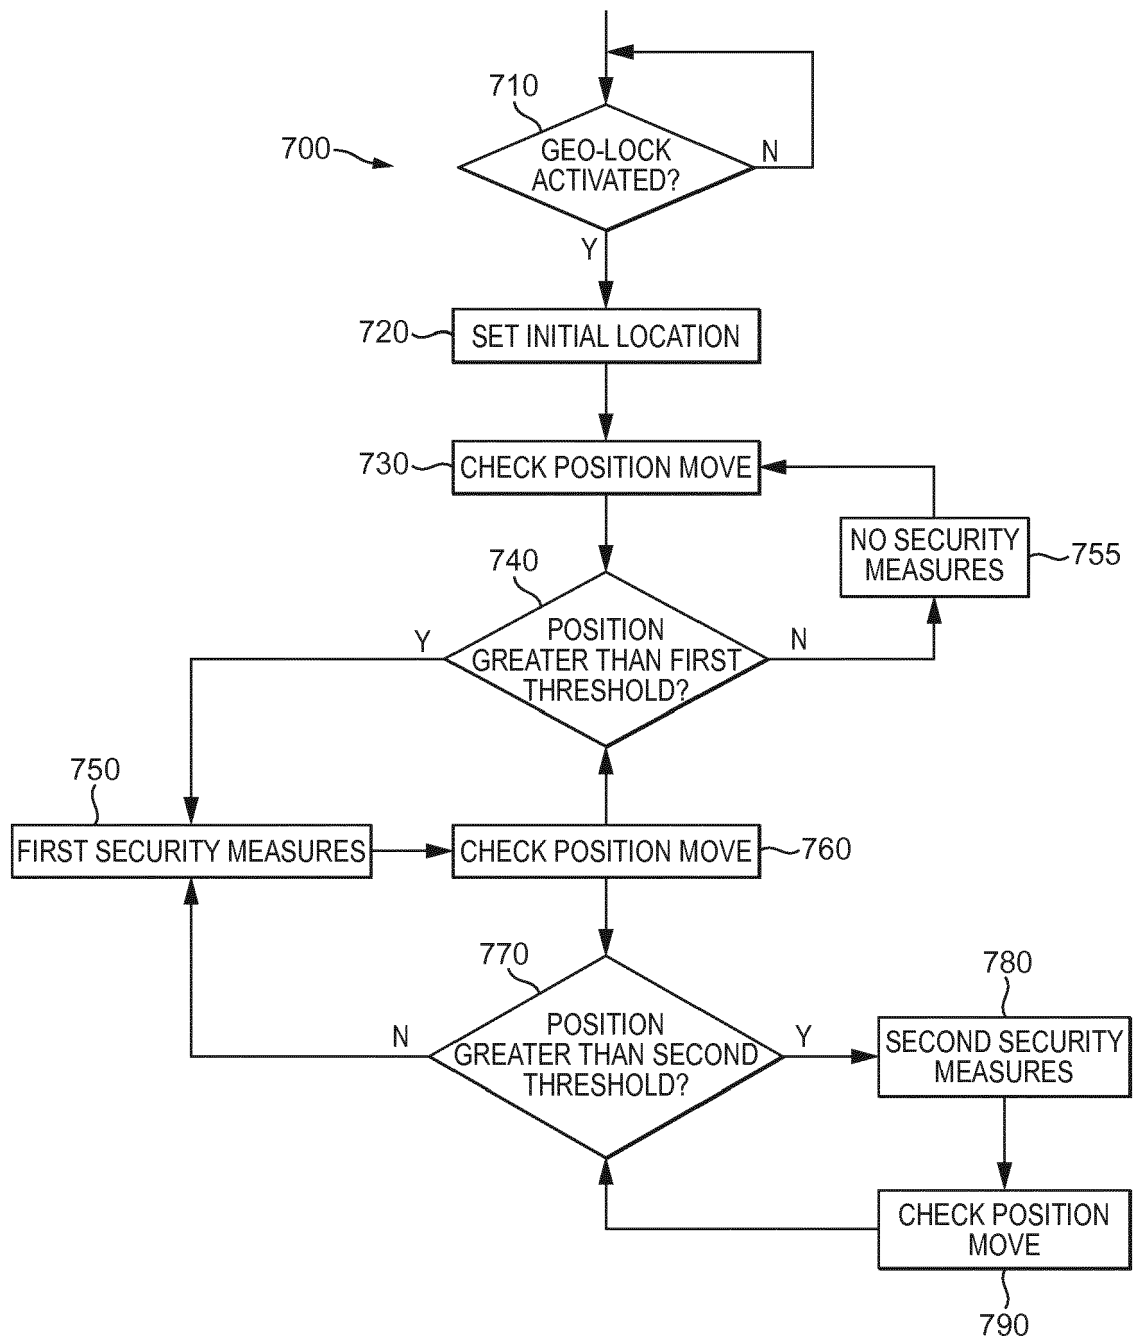 710
700
GEO-LOCK
ACTIVATED?
N
Y
720
SET INITIAL LOCATION
730
CHECK POSITION MOVE
NO SECURITY
MEASURES
755
740
POSITION
GREATER THAN FIRST
THRESHOLD?
Y
N
750
FIRST SECURITY MEASURES
CHECK POSITION MOVE
760
770
POSITION
GREATER THAN SECOND
THRESHOLD?
N
Y
780
SECOND SECURITY
MEASURES
CHECK POSITION
MOVE
790